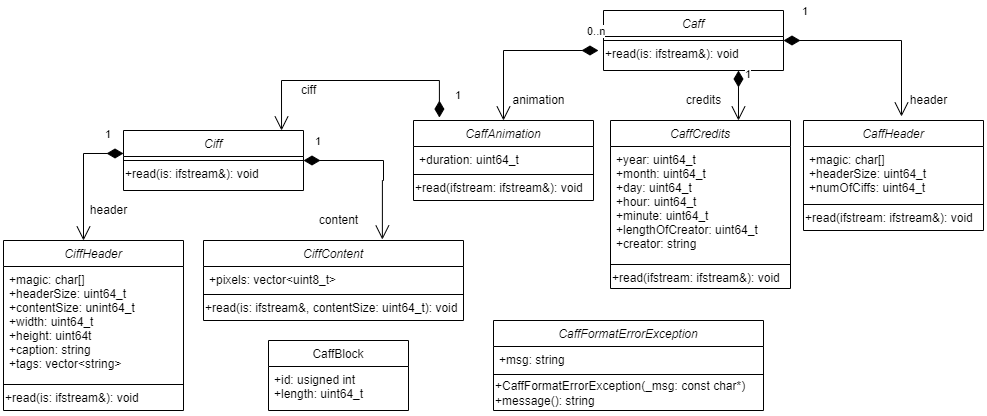 Caff
+read(is: ifstream&): void
1
0..n
1
1
animation
credits
header
ciff
1
CaffAnimation
+duration: uint64_t
+read(ifstream: ifstream&): void
CaffCredits
+year: uint64_t
+month: uint64_t
+day: uint64_t
+hour: uint64_t
+minute: uint64_t
+lengthOfCreator: uint64_t
+creator: string
+read(ifstream: ifstream&): void
CaffHeader
+magic: char[]
+headerSize: uint64_t
+numOfCiffs: uint64_t
+read(ifstream: ifstream&): void
Ciff
+read(is: ifstream&): void
1
1
header
content
CiffHeader
+magic: char[]
+headerSize: uint64_t
+contentSize: unint64_t
+width: uint64_t
+height: uint64t
+caption: string
+tags: vector<string>
+read(is: ifstream&): void
CiffContent
+pixels: vector<uint8_t>
+read(is: ifstream&, contentSize: uint64_t): void
CaffBlock
+id: usigned int
+length: uint64_t
CaffFormatErrorException
+msg: string
+CaffFormatErrorException(_msg: const char*)
+message(): string